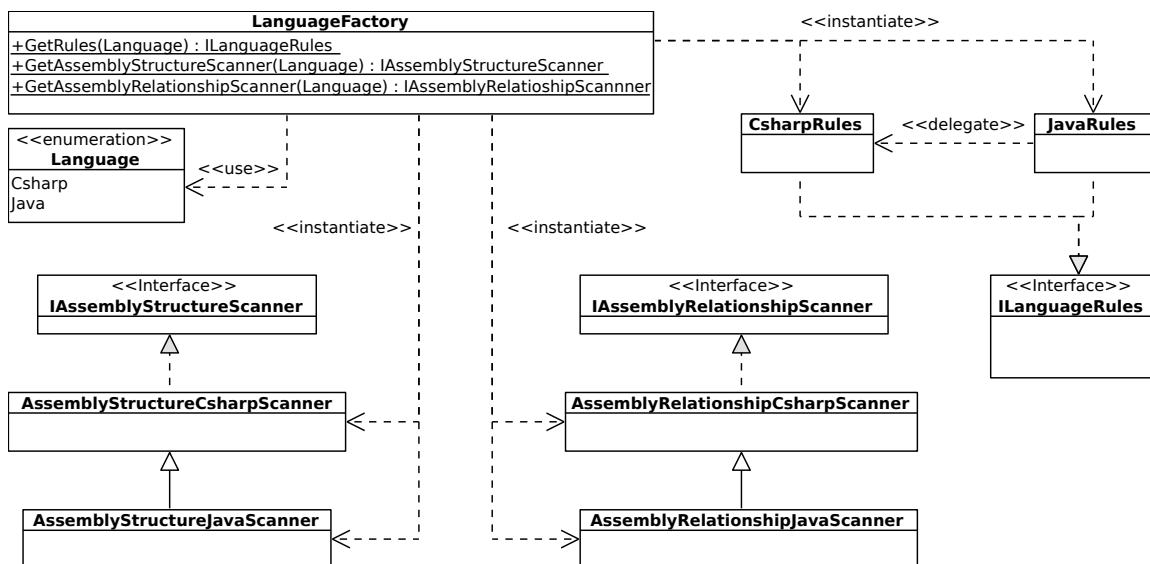 LanguageFactory
+GetRules(Language) : ILanguageRules
+GetAssemblyStructureScanner(Language) : IAssemblyStructureScanner
+GetAssemblyRelationshipScanner(Language) : IAssemblyRelatioshipScannner
<<instantiate>>
CsharpRules
<<delegate>>
JavaRules
<<enumeration>>
Language
Csharp
Java
<<use>>
<<instantiate>>
<<instantiate>>
<<Interface>>
IAssemblyStructureScanner
<<Interface>>
IAssemblyRelationshipScanner
<<Interface>>
ILanguageRules
AssemblyStructureCsharpScanner
AssemblyRelationshipCsharpScanner
AssemblyStructureJavaScanner
AssemblyRelationshipJavaScanner